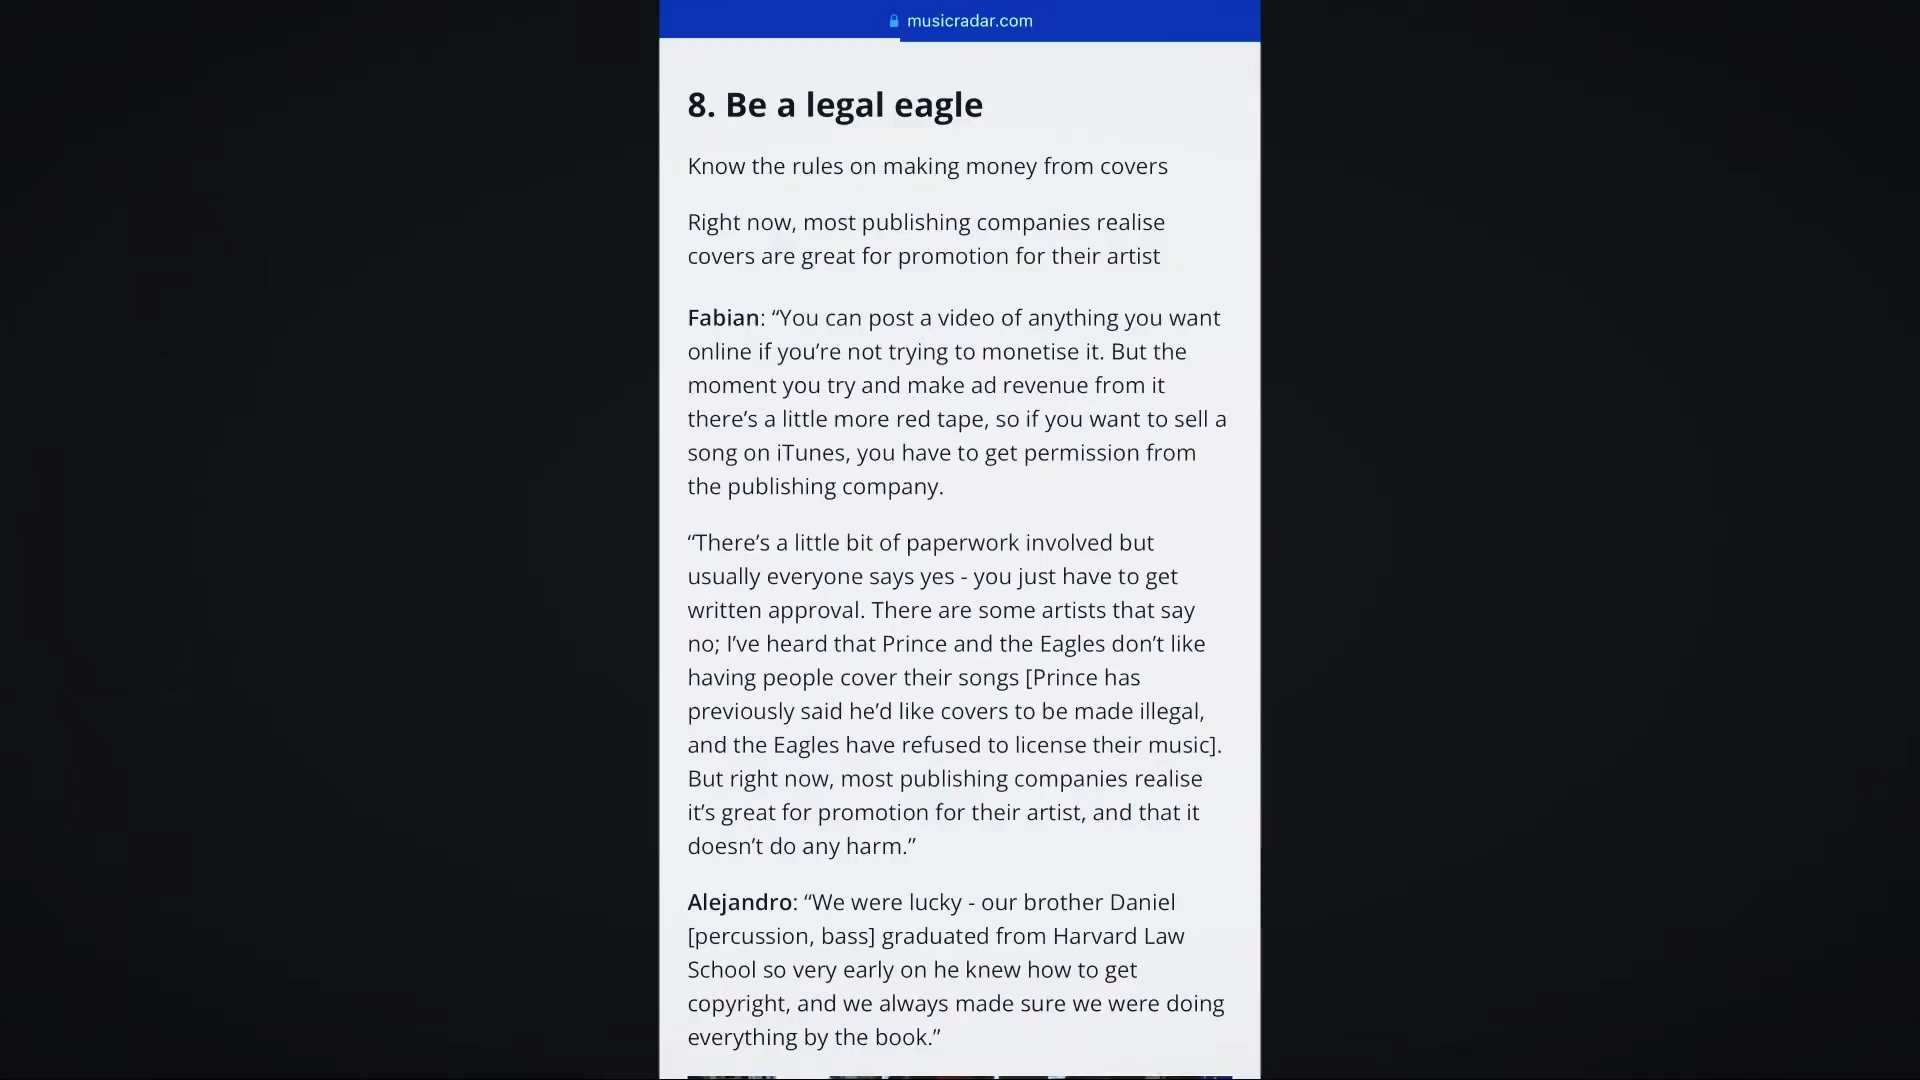 musicradar.com
8. Be a legal eagle
Know the rules on making money from covers
Right now, most publishing companies realise
covers are great for promotion for their artist
Fabian: “You can post a video of anything you want
online if you’re not trying to monetise it. But the
moment you try and make ad revenue from it
there’s a little more red tape, so if you want to sell a
song on iTunes, you have to get permission from
the publishing company.
“There’s a little bit of paperwork involved but
usually everyone says yes - you just have to get
written approval. There are some artists that say
no; I’ve heard that Prince and the Eagles don’t like
having people cover their songs [Prince has
previously said he’d like covers to be made illegal,
and the Eagles have refused to license their music].
But right now, most publishing companies realise
it’s great for promotion for their artist, and that it
doesn’t do any harm.”
Alejandro: “We were lucky - our brother Daniel
[percussion, bass] graduated from Harvard Law
School so very early on he knew how to get
copyright, and we always made sure we were doing
everything by the book.”